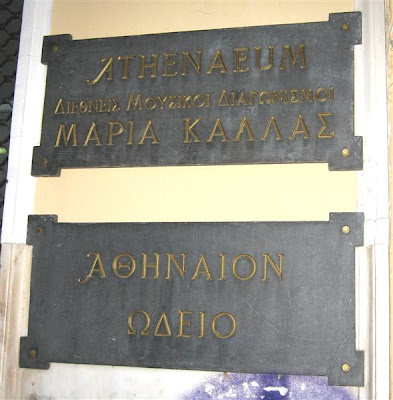 ATHENAEUM
ΔΙΕΘΝΕΙΣ ΜΟΥΣΙΚΟΙ ΔΙΑΓΩΝΙΣΜΟΙ
ΜΑΡΙΑ ΚΑΛΛΑΣ
ΑΘΗΝΑΙΟΝ
ΩΔΕΙΟ